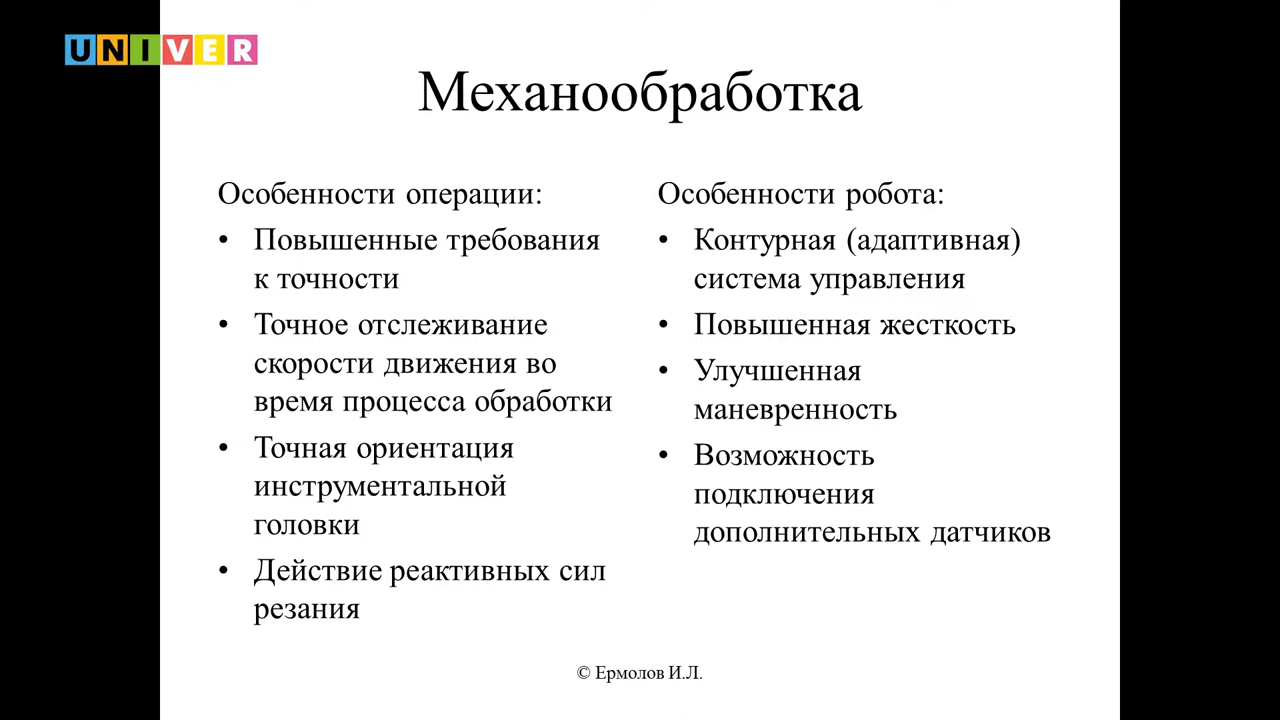 UNIVER
Механообработка
Особенности операции:
• Повышенные требования
к точности
• Точное отслеживание
скорости движения во
время процесса обработки
• Точная ориентация
инструментальной
головки
• Действие реактивных сил
резания
Особенности робота:
• Контурная (адаптивная)
система управления
• Повышенная жесткость
• Улучшенная
маневренность
• Возможность
подключения
дополнительных датчиков
© Ермолов И.Л.